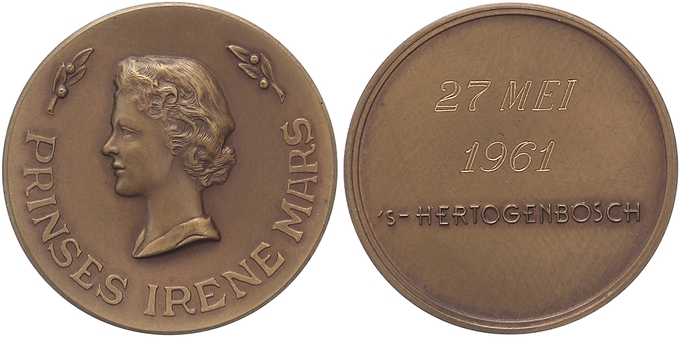 PRINSES IRENE MARS
27 MEI
1961
'S-HERTOGENBOSCH